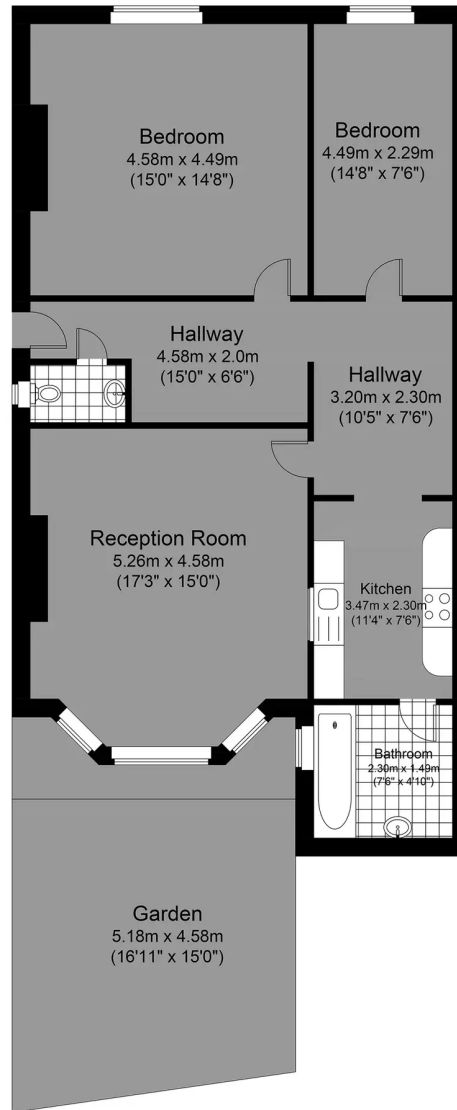 Bedroom
4.58m x 4.49m
(15'0" x 14'8")
Bedroom
4.49m x 2.29m
(14'8" x 7'6")
Hallway
4.58m x 2.0m
(15'0" x 6'6")
Hallway
3.20m x 2.30m
(10'5" x 7'6")
Reception Room
5.26m x 4.58m
(17'3" x 15'0")
Kitchen
3.47m x 2.30m
(11'4" x 7'6")
Bathroom
2.30m x 1.49m
(7'6" x 4'10")
Garden
5.18m x 4.58m
(16'11" x 15'0")